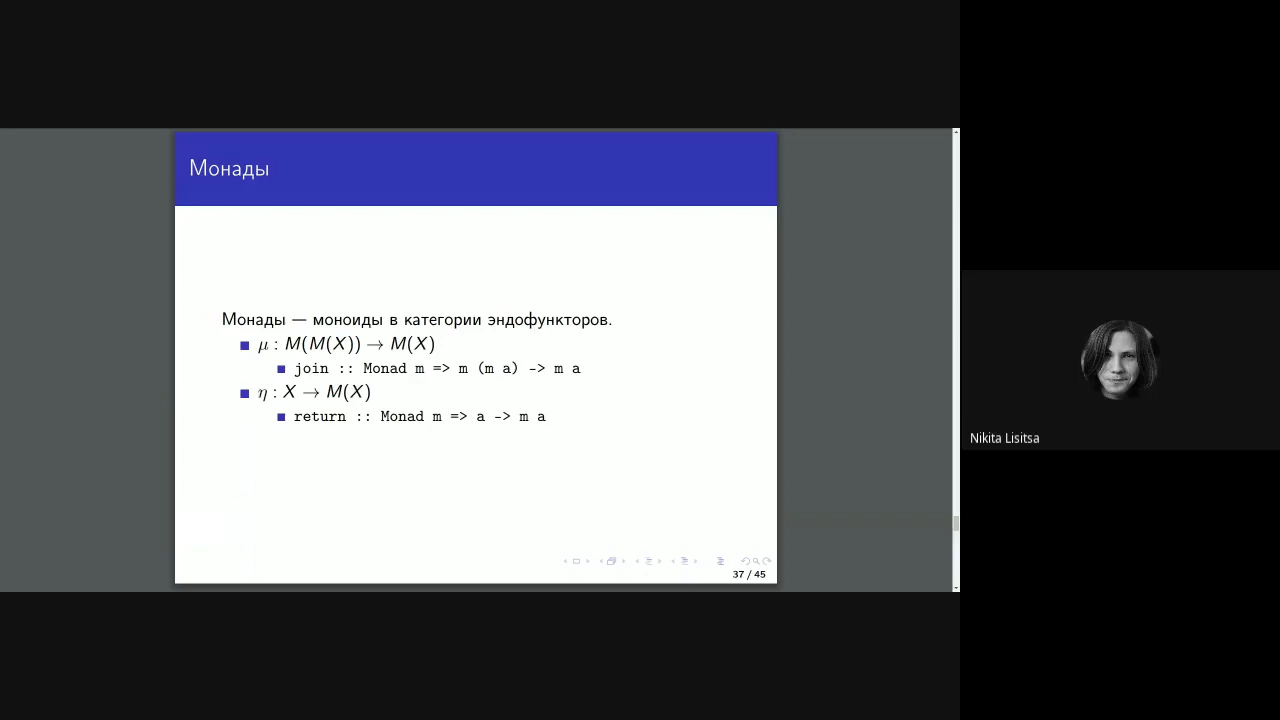 Монады
Монады — моноиды в категории эндофункторов.
μ : M(M(X)) → M(X)
join :: Monad m => m (m a) -> m a
η : X → M(X)
return :: Monad m => a -> m a
37 / 45
Nikita Lisitsa